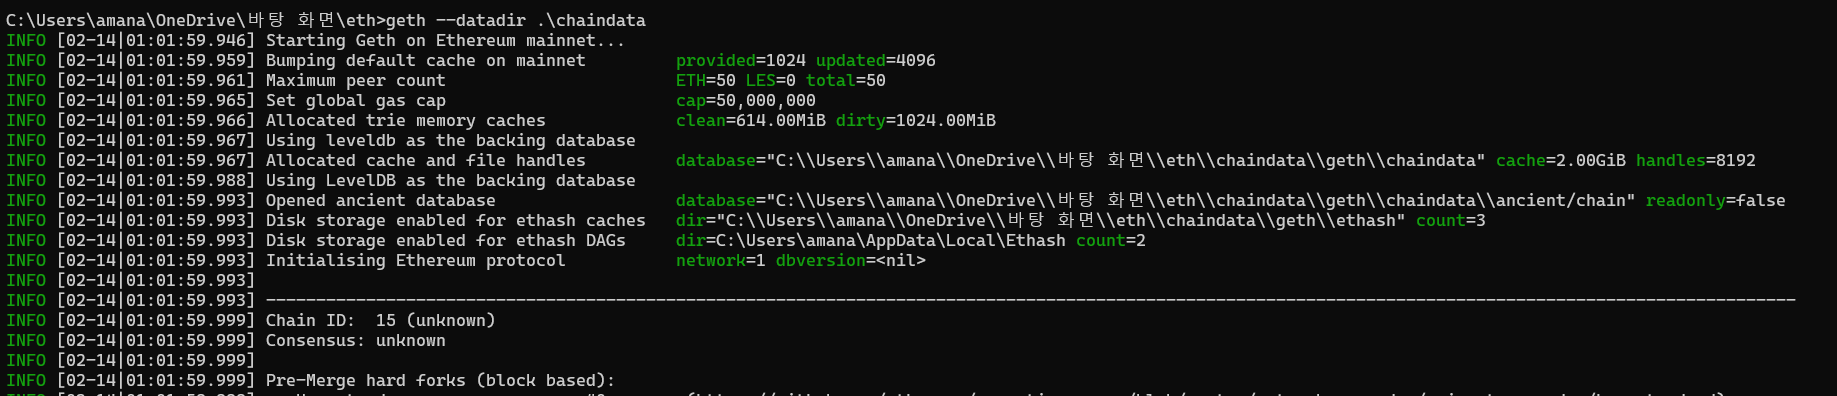 C:\Users\amana\OneDrive\바탕 화면\eth>geth --datadir .\chaindata
INFO [02-14|01:01:59.946] Starting Geth on Ethereum mainnet...
INFO [02-14|01:01:59.959] Bumping default cache on mainnet         provided=1024 updated=4096
INFO [02-14|01:01:59.961] Maximum peer count                       ETH=50 LES=0 total=50
INFO [02-14|01:01:59.965] Set global gas cap                       cap=50,000,000
INFO [02-14|01:01:59.966] Allocated trie memory caches             clean=614.00MiB dirty=1024.00MiB
INFO [02-14|01:01:59.967] Using leveldb as the backing database
INFO [02-14|01:01:59.967] Allocated cache and file handles         database="C:\\Users\\amana\\OneDrive\\바탕 화면\\eth\\chaindata\\geth\\chaindata" cache=2.00GiB handles=8192
INFO [02-14|01:01:59.988] Using LevelDB as the backing database
INFO [02-14|01:01:59.993] Opened ancient database                  database="C:\\Users\\amana\\OneDrive\\바탕 화면\\eth\\chaindata\\geth\\chaindata\\ancient/chain" readonly=false
INFO [02-14|01:01:59.993] Disk storage enabled for ethash caches   dir="C:\\Users\\amana\\OneDrive\\바탕 화면\\eth\\chaindata\\geth\\ethash" count=3
INFO [02-14|01:01:59.993] Disk storage enabled for ethash DAGs     dir=C:\Users\amana\AppData\Local\Ethash count=2
INFO [02-14|01:01:59.993] Initialising Ethereum protocol           network=1 dbversion=<nil>
INFO [02-14|01:01:59.993]
INFO [02-14|01:01:59.993] ---------------------------------------------------------------------------------------------------------------------------------------------------------
INFO [02-14|01:01:59.999] Chain ID:  15 (unknown)
INFO [02-14|01:01:59.999] Consensus: unknown
INFO [02-14|01:01:59.999]
INFO [02-14|01:01:59.999] Pre-Merge hard forks (block based):